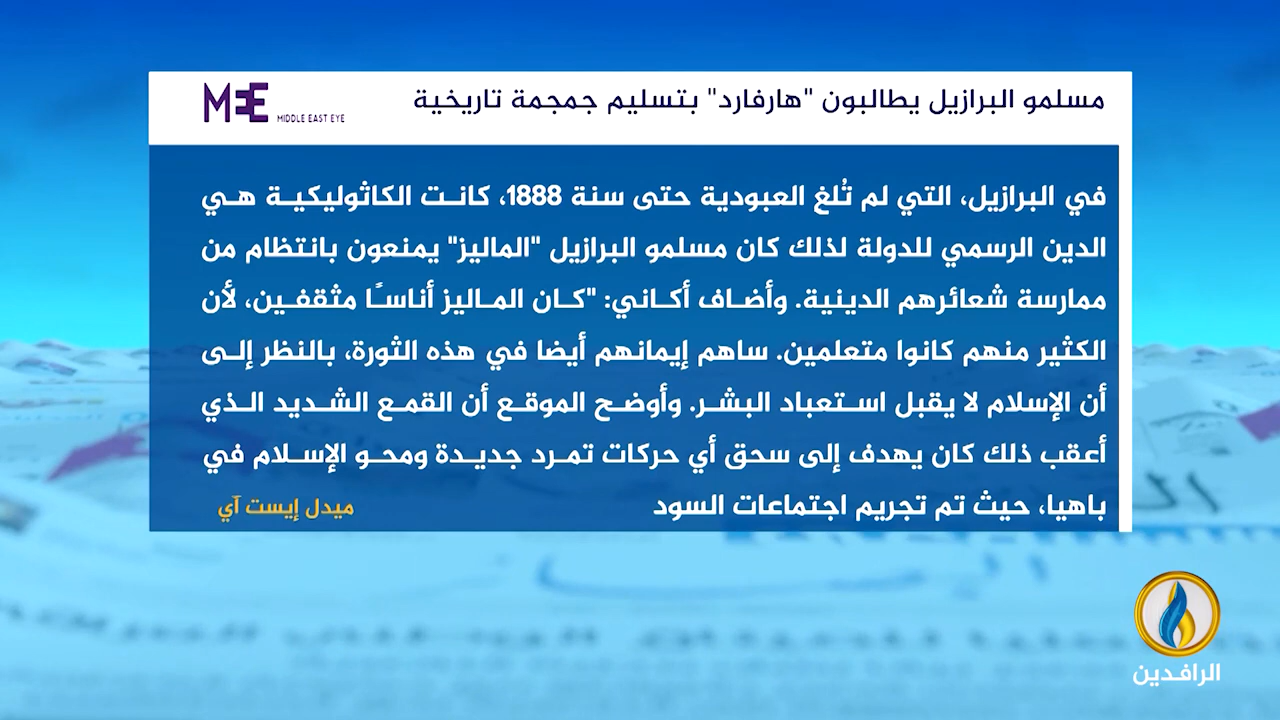 مسلمو البرازيل يطالبون "هارفارد" بتسليم جمجمة تاريخية
MEE
MIDDLE EAST EYE
في البرازيل، التي لم تُلغ العبودية حتى سنة 1888، كانت الكاثوليكية هي
الدين الرسمي للدولة لذلك كان مسلمو البرازيل "الماليز" يمنعون بانتظام من
ممارسة شعائرهم الدينية. وأضاف أكاني: "كان الماليز أناسًا مثقفين، لأن
الكثير منهم كانوا متعلمين. ساهم إيمانهم أيضا في هذه الثورة، بالنظر إلى
أن الإسلام لا يقبل استعباد البشر. وأوضح الموقع أن القمع الشديد الذي
أعقب ذلك كان يهدف إلى سحق أي حركات تمرد جديدة ومحو الإسلام في
باهيا، حيث تم تجريم اجتماعات السود
ميدل إيست آي
الرافدين